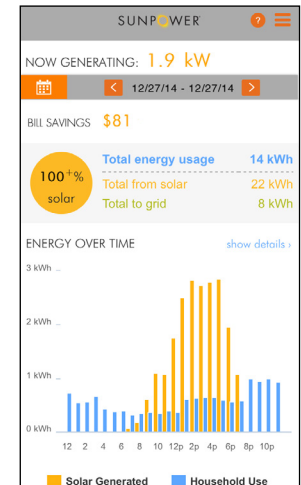 SUNPOWER ?
NOW GENERATING: 1.9 kW
< 12/27/14 - 12/27/14 >
BILL SAVINGS $81
100+% solar
Total energy usage 14 kWh
Total from solar 22 kWh
Total to grid 8 kWh
ENERGY OVER TIME show details ›
3 kWh
2 kWh
1 kWh
0 kWh
12 2 4 6 8 10 12p 2p 4p 6p 8p 10p
Solar Generated Household Use